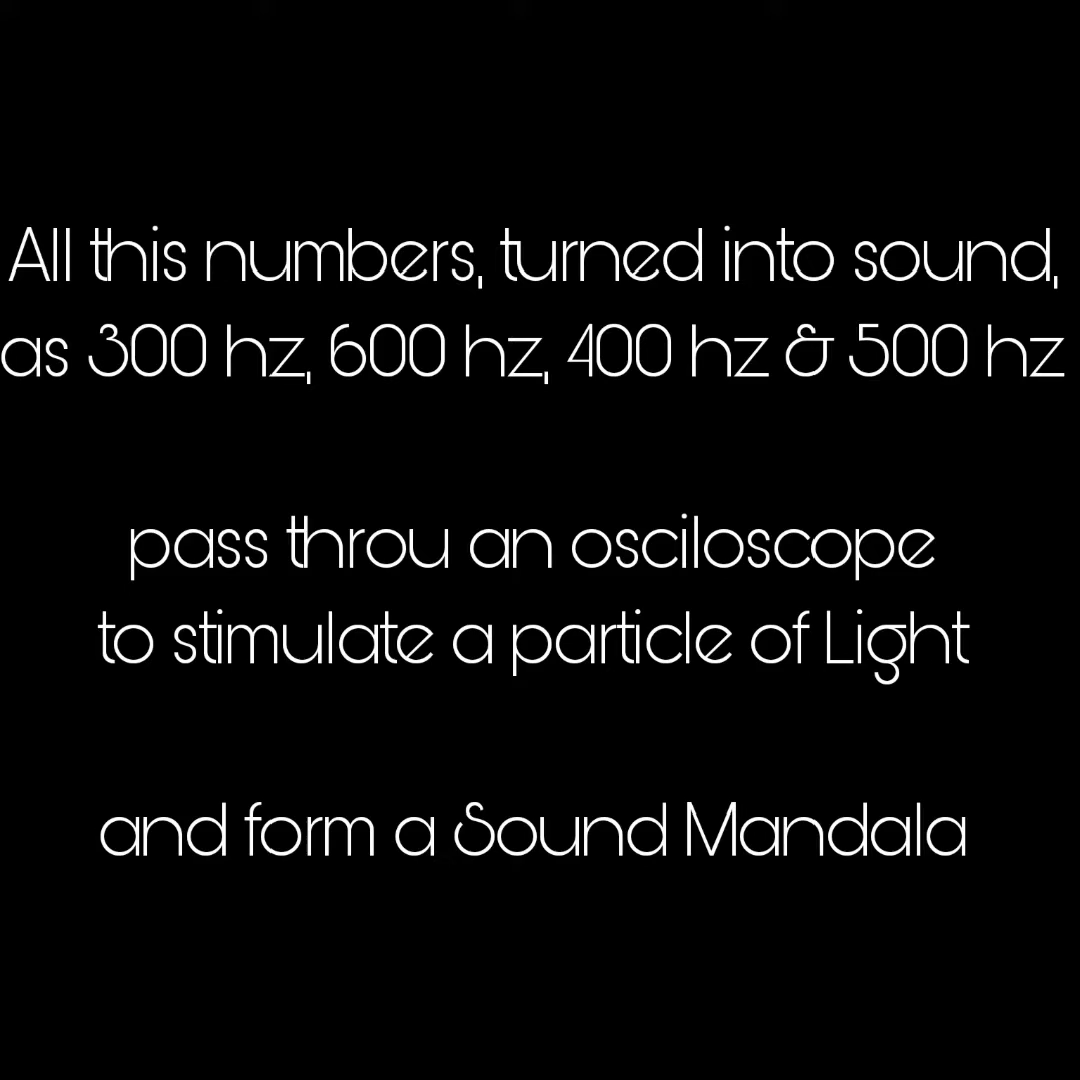 All this numbers, turned into sound,
as 300 hz, 600 hz, 400 hz & 500 hz
pass throu an osciloscope
to stimulate a particle of Light
and form a Sound Mandala